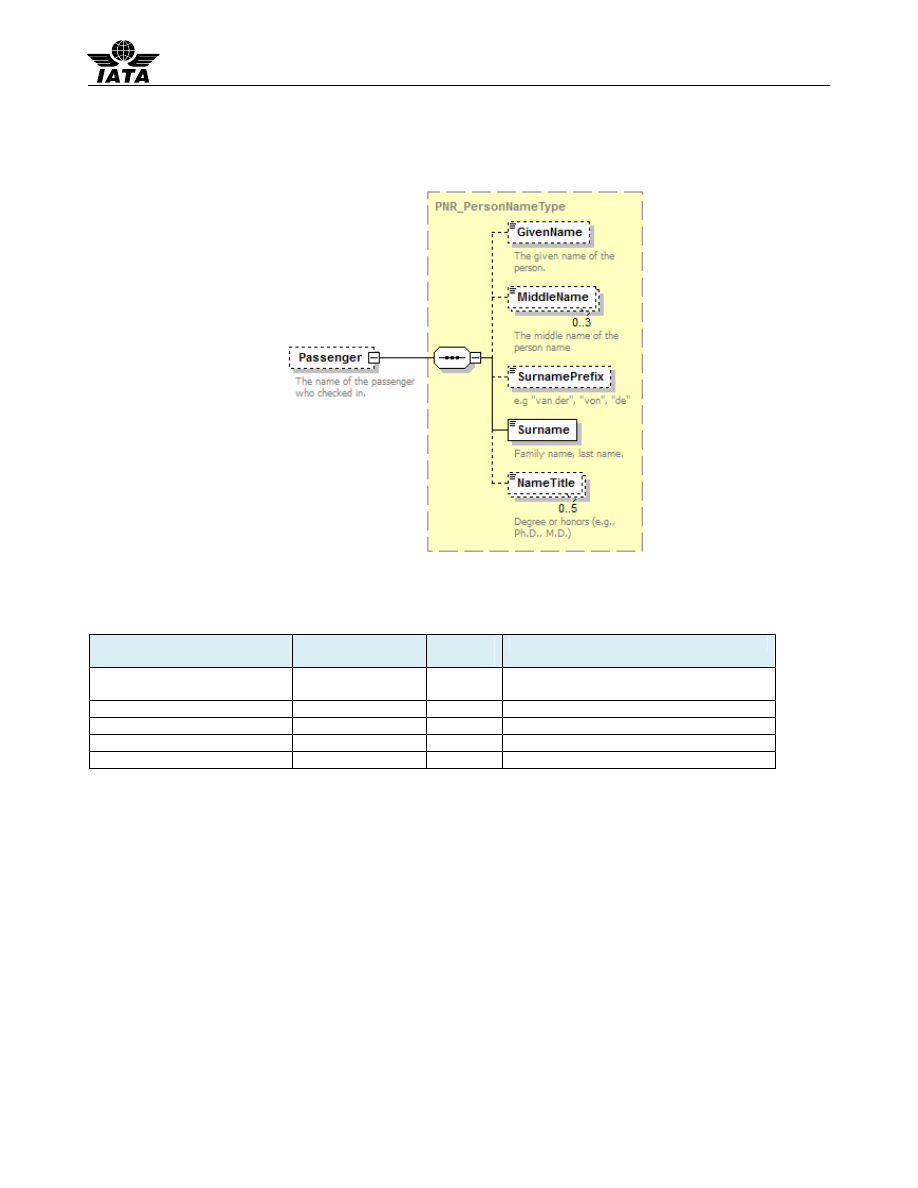 IATA
PNR_PersonNameType
GivenName
The given name of the
person.
MiddleName
0..3
The middle name of the
person name
Passenger
The name of the passenger
who checked in.
SurnamePrefix
e.g "van der", "von", "de"
Surname
Family name, last name.
NameTitle
0..5
Degree or honors (e.g.,
Ph.D., M.D.)